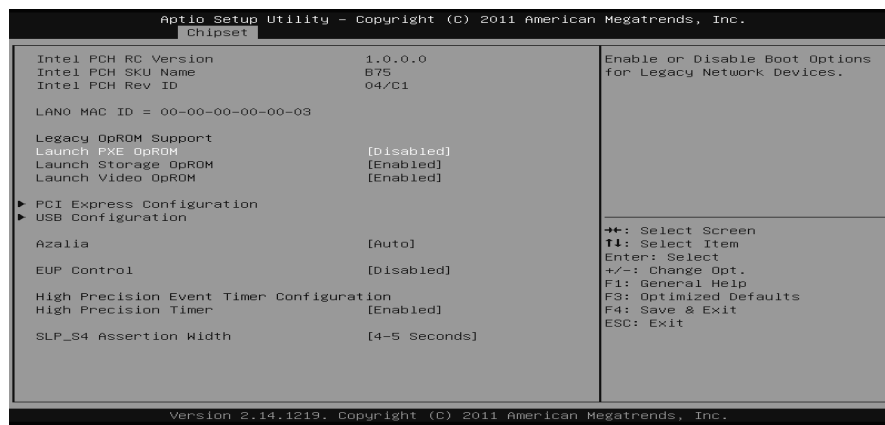 Aptio Setup Utility – Copyright (C) 2011 American Megatrends, Inc.
Chipset
Intel PCH RC Version 1.0.0.0
Intel PCH SKU Name B75
Intel PCH Rev ID 04/C1
LAN0 MAC ID = 00-00-00-00-00-03
Legacy OpROM Support
Launch PXE OpROM [Disabled]
Launch Storage OpROM [Enabled]
Launch Video OpROM [Enabled]
► PCI Express Configuration
► USB Configuration
Azalia [Auto]
EUP Control [Disabled]
High Precision Event Timer Configuration
High Precision Timer [Enabled]
SLP_S4 Assertion Width [4-5 Seconds]
Enable or Disable Boot Options
for Legacy Network Devices.
→←: Select Screen
↑↓: Select Item
Enter: Select
+/-: Change Opt.
F1: General Help
F3: Optimized Defaults
F4: Save & Exit
ESC: Exit
Version 2.14.1219. Copyright (C) 2011 American Megatrends, Inc.